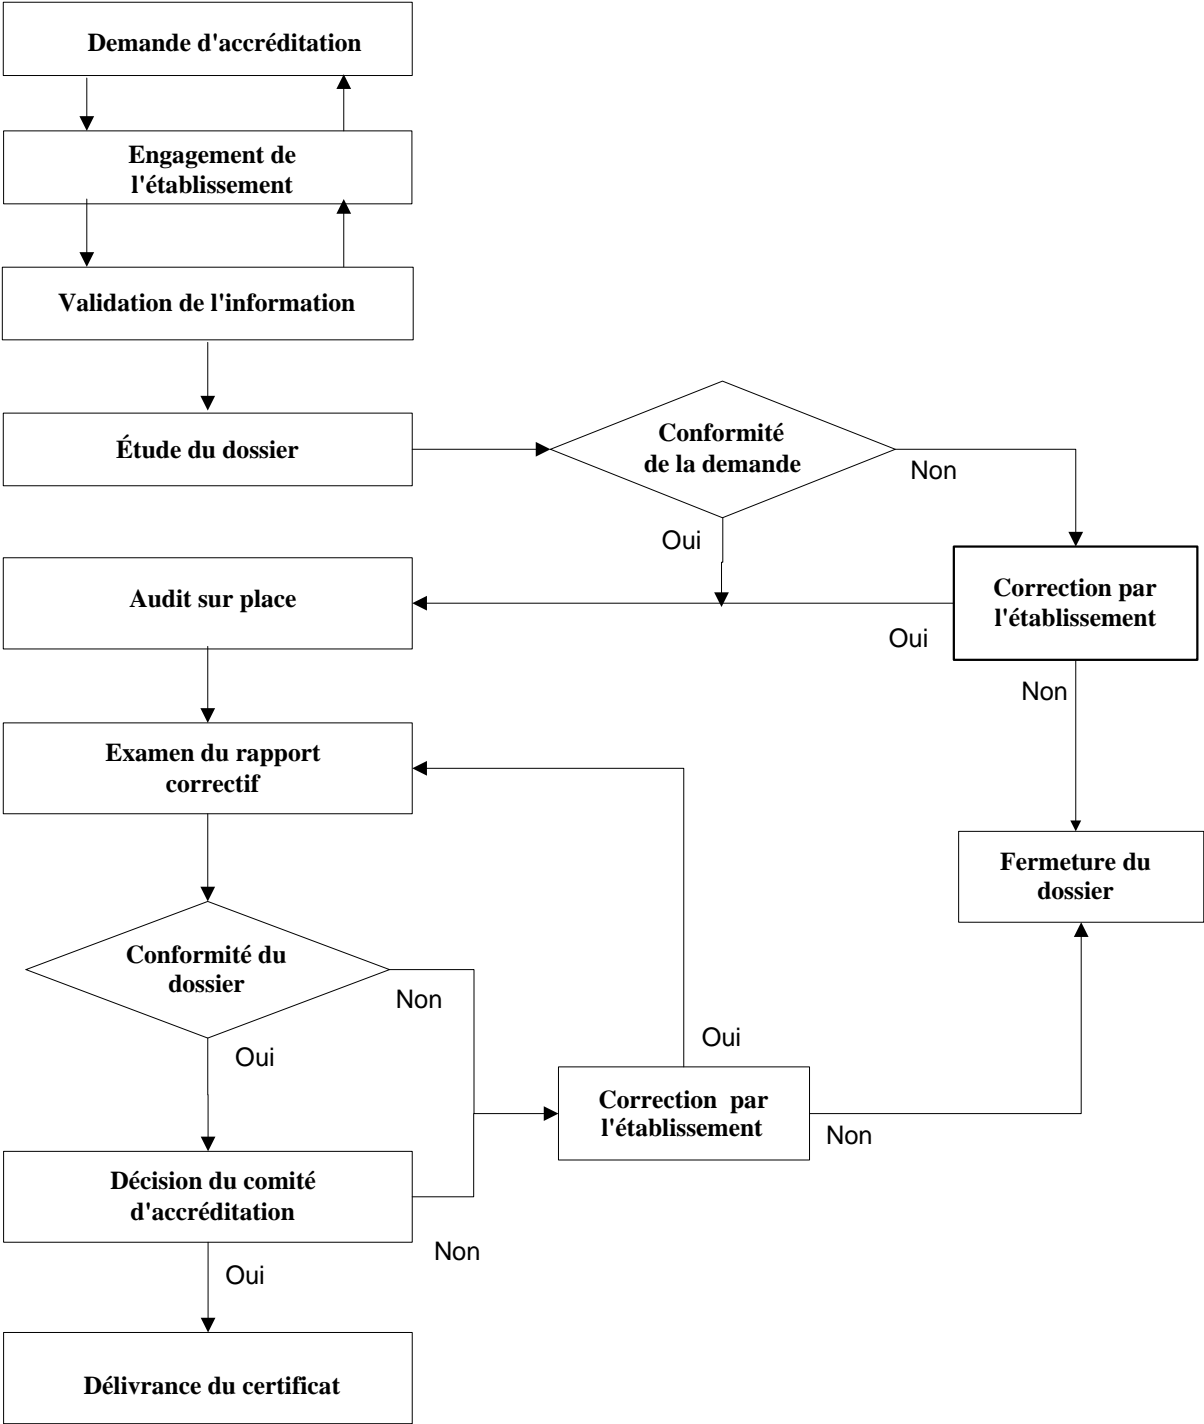 Demande d'accréditation
Engagement de
l'établissement
Validation de l'information
Étude du dossier
Conformité
de la demande
Non
Oui
Correction par
l'établissement
Audit sur place
Oui
Non
Examen du rapport
correctif
Fermeture du
dossier
Conformité du
dossier
Non
Oui
Oui
Correction par
l'établissement
Non
Décision du comité
d'accréditation
Non
Oui
Délivrance du certificat